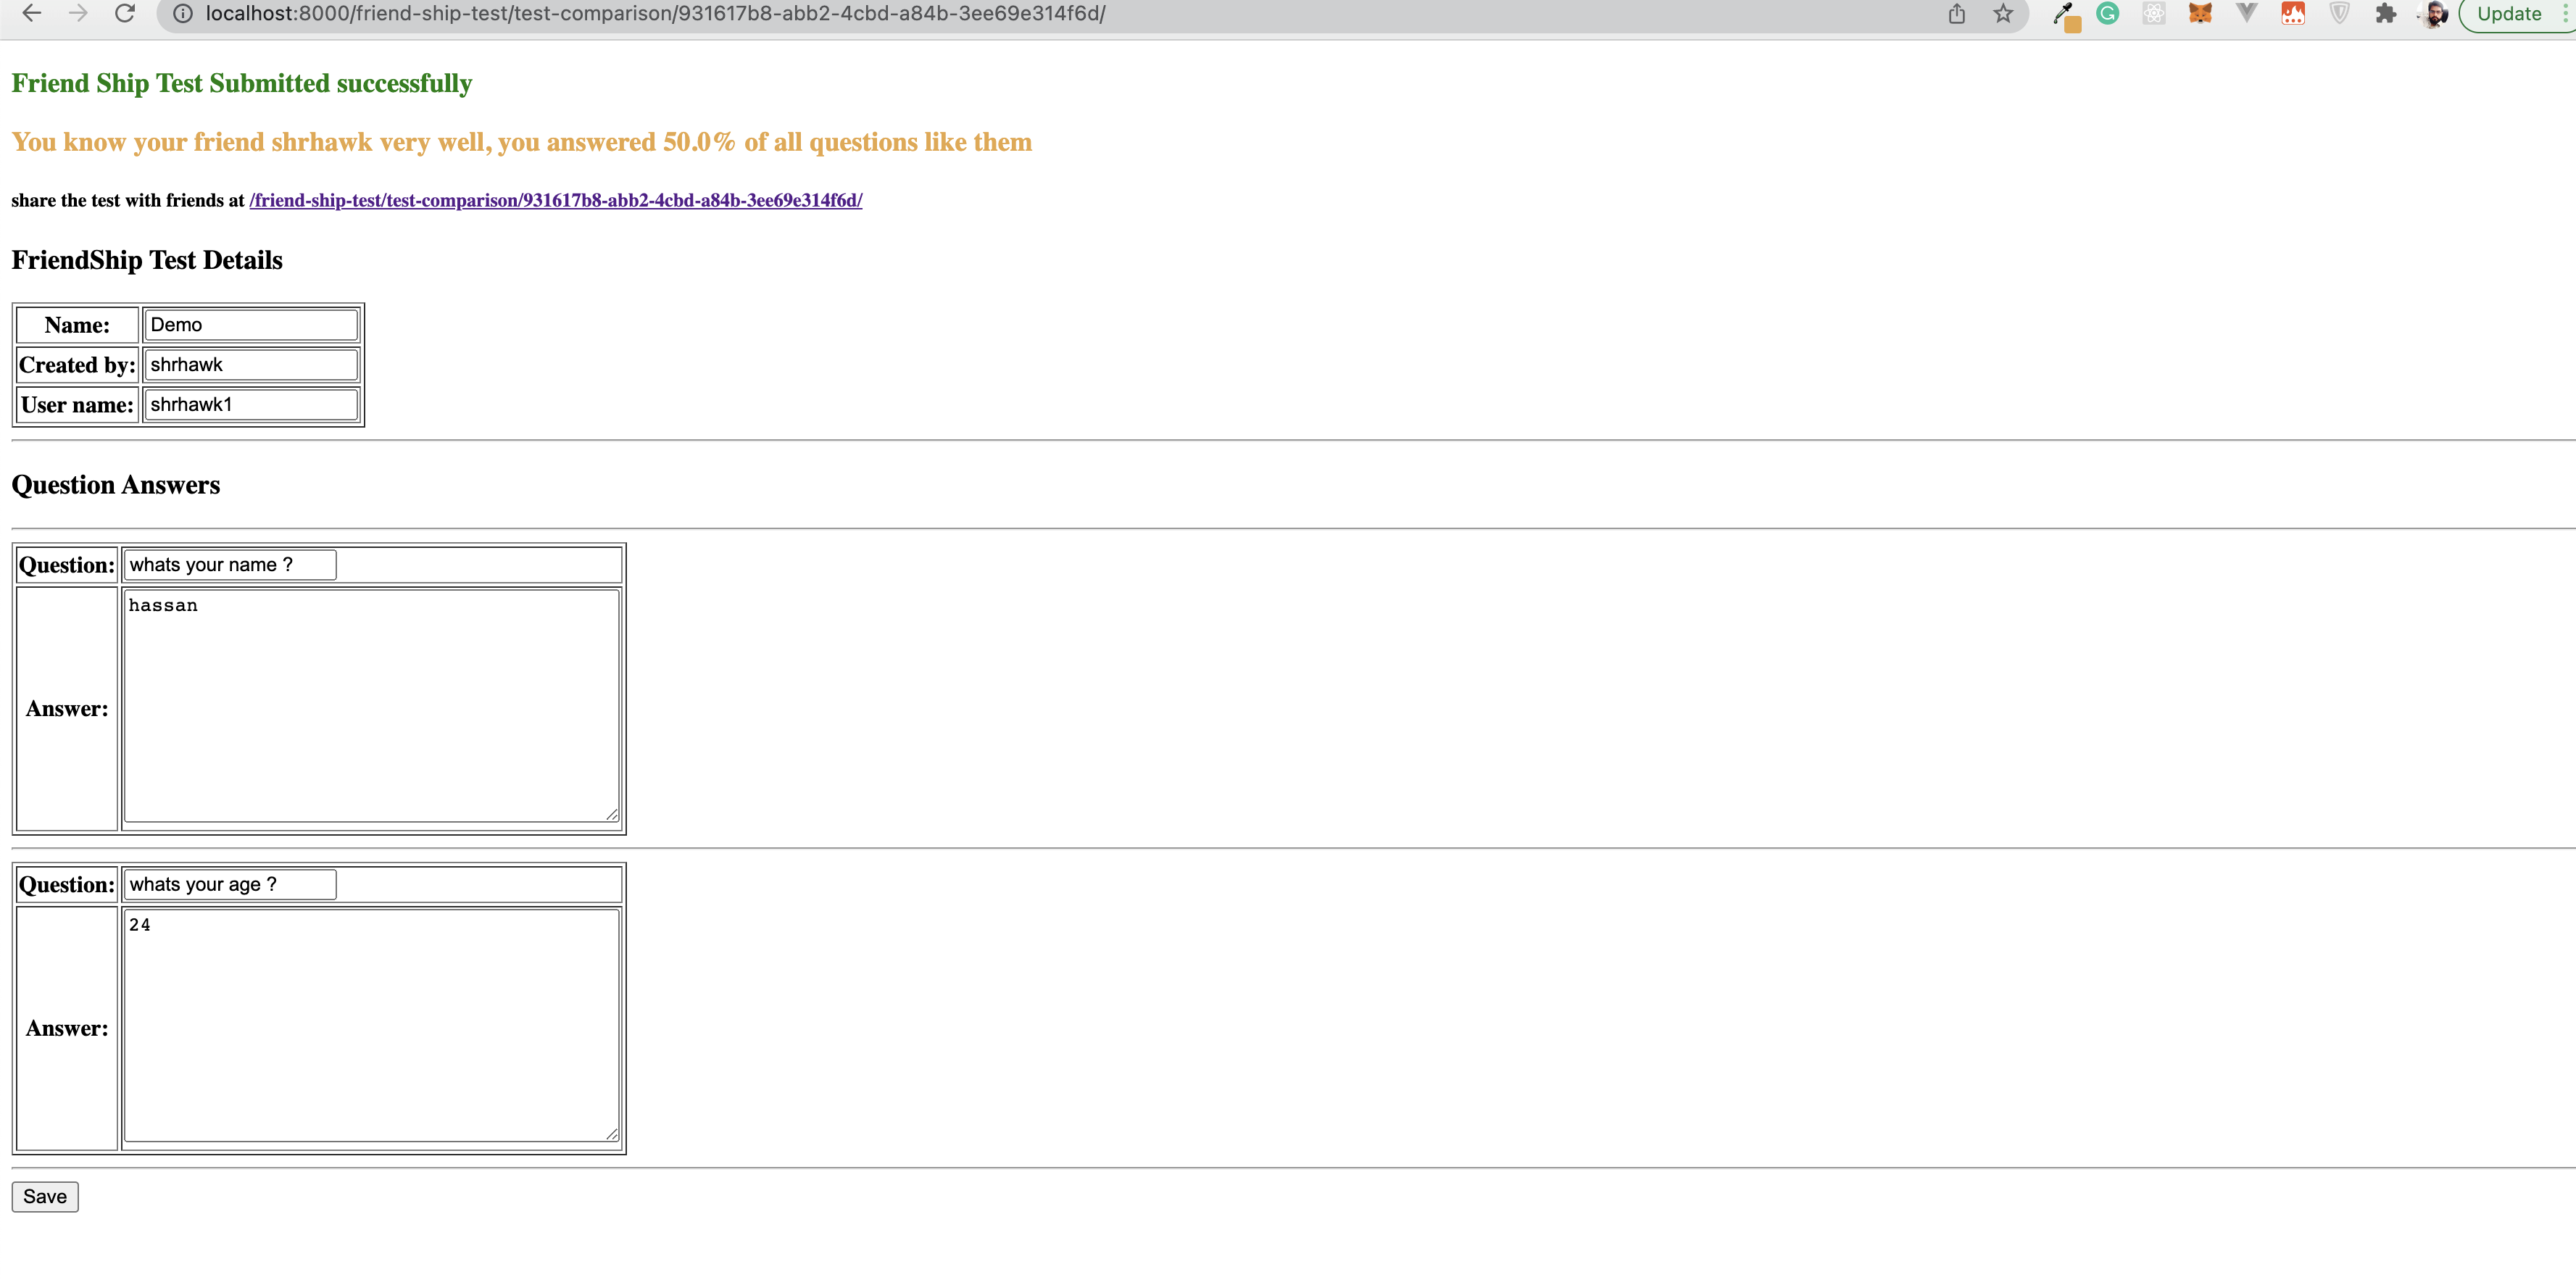 localhost:8000/friend-ship-test/test-comparison/931617b8-abb2-4cbd-a84b-3ee69e314f6d/
Update
Friend Ship Test Submitted successfully
You know your friend shrhawk very well, you answered 50.0% of all questions like them
share the test with friends at /friend-ship-test/test-comparison/931617b8-abb2-4cbd-a84b-3ee69e314f6d/
FriendShip Test Details
Name: Demo
Created by: shrhawk
User name: shrhawk1
Question Answers
Question: whats your name ?
hassan
Answer:
Question: whats your age ?
24
Answer:
Save